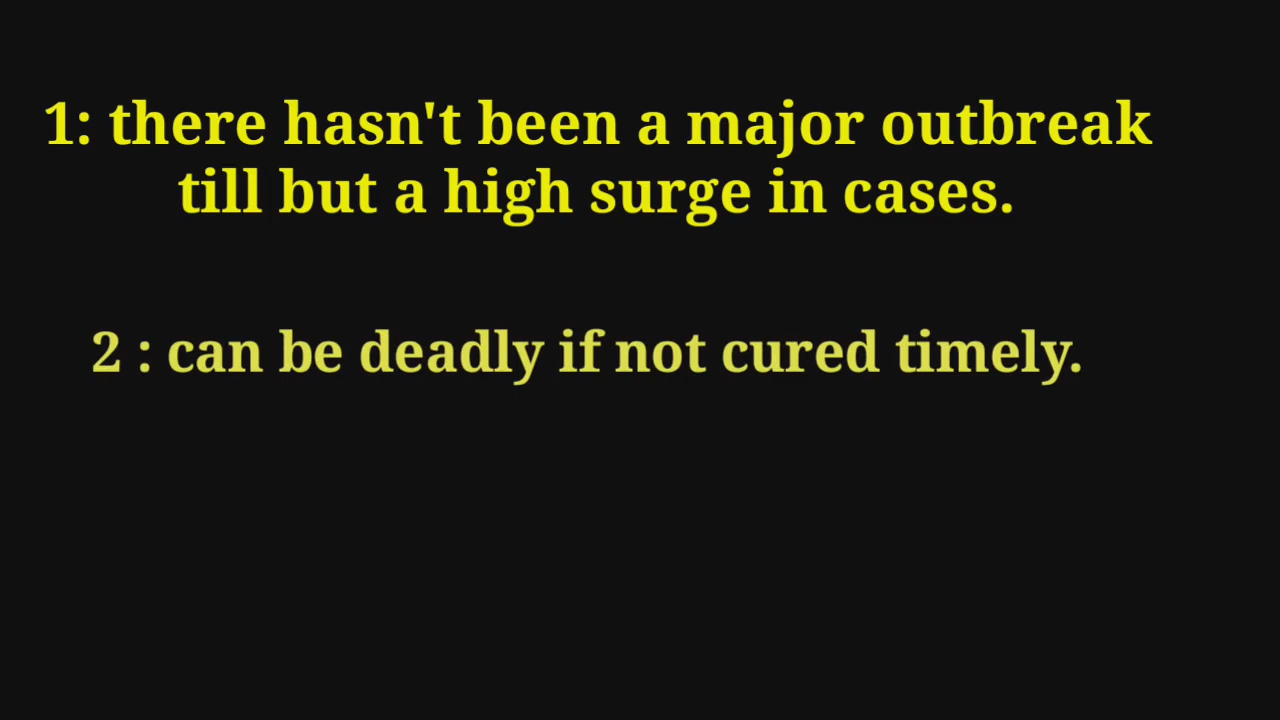 1: there hasn't been a major outbreak
till but a high surge in cases.
2 : can be deadly if not cured timely.